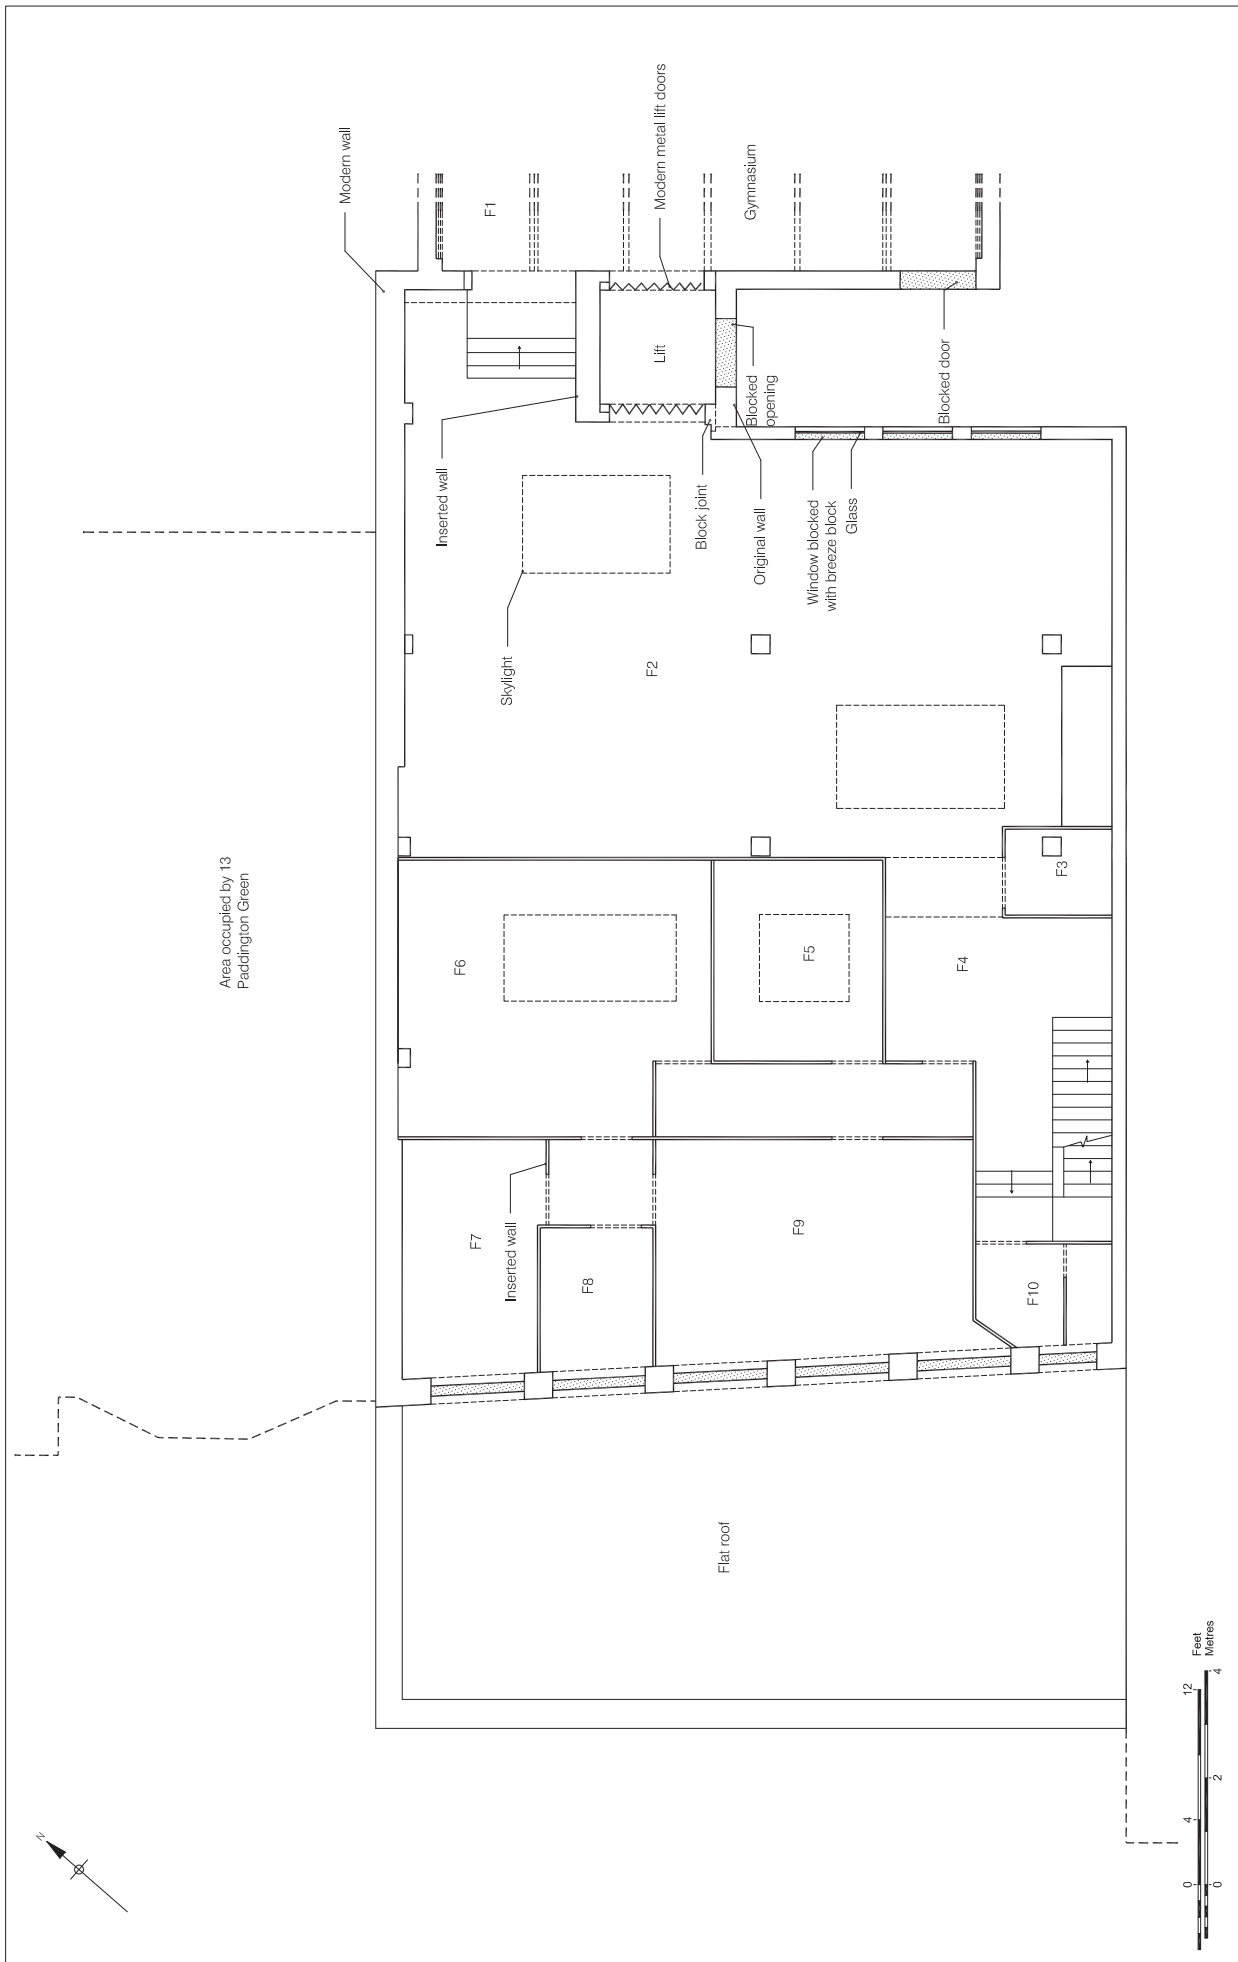 Modern wall
F1
Modern metal lift doors
Gymnasium
Lift
Blocked
opening
Blocked door
Inserted wall
Block joint
Original wall
Window blocked
with breeze block
Glass
Skylight
F2
F3
Area occupied by 13
Paddington Green
F6
F5
F4
F7
Inserted wall
F8
F9
F10
Flat roof
N
0
4
12
Feet
0
2
4
Metres